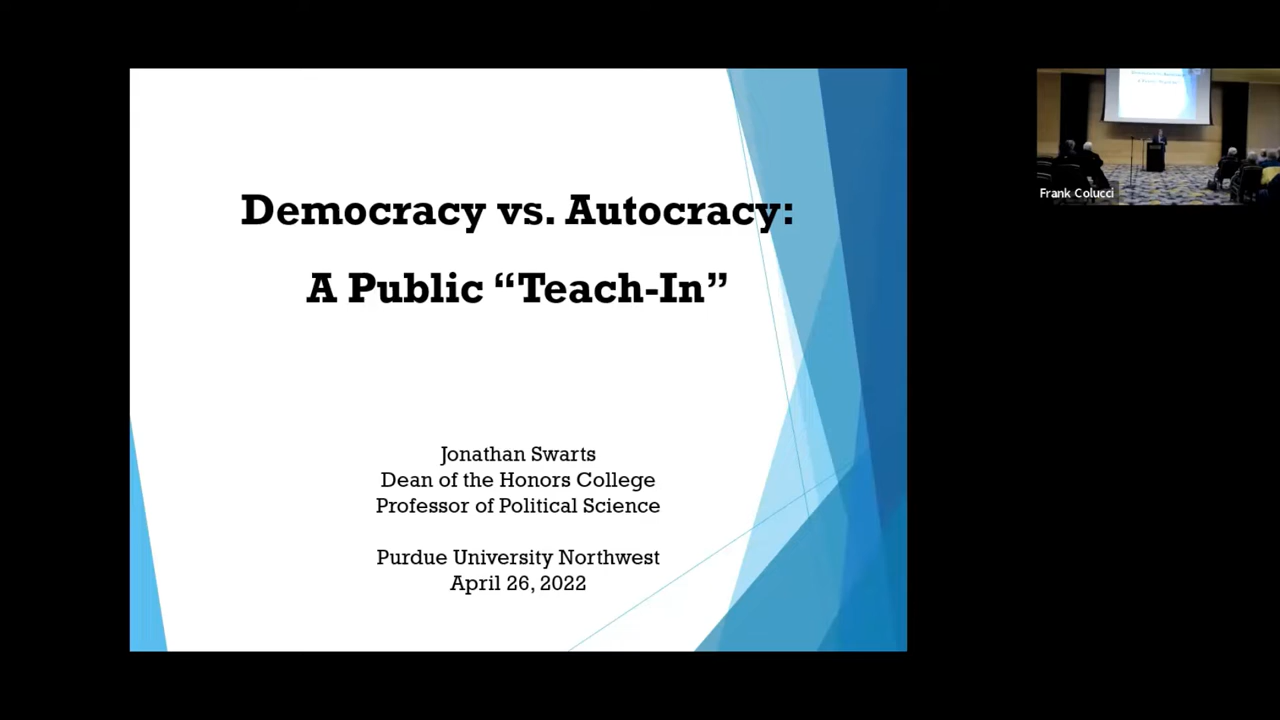 Democracy vs. Autocracy:
A Public “Teach-In”
Jonathan Swarts
Dean of the Honors College
Professor of Political Science
Purdue University Northwest
April 26, 2022
Frank Colucci